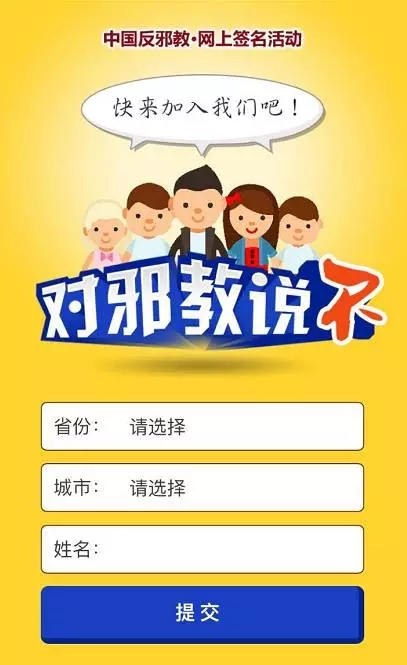 中国反邪教·网上签名活动
快来加入我们吧！
对邪教说不
省份： 请选择
城市： 请选择
姓名：
提交